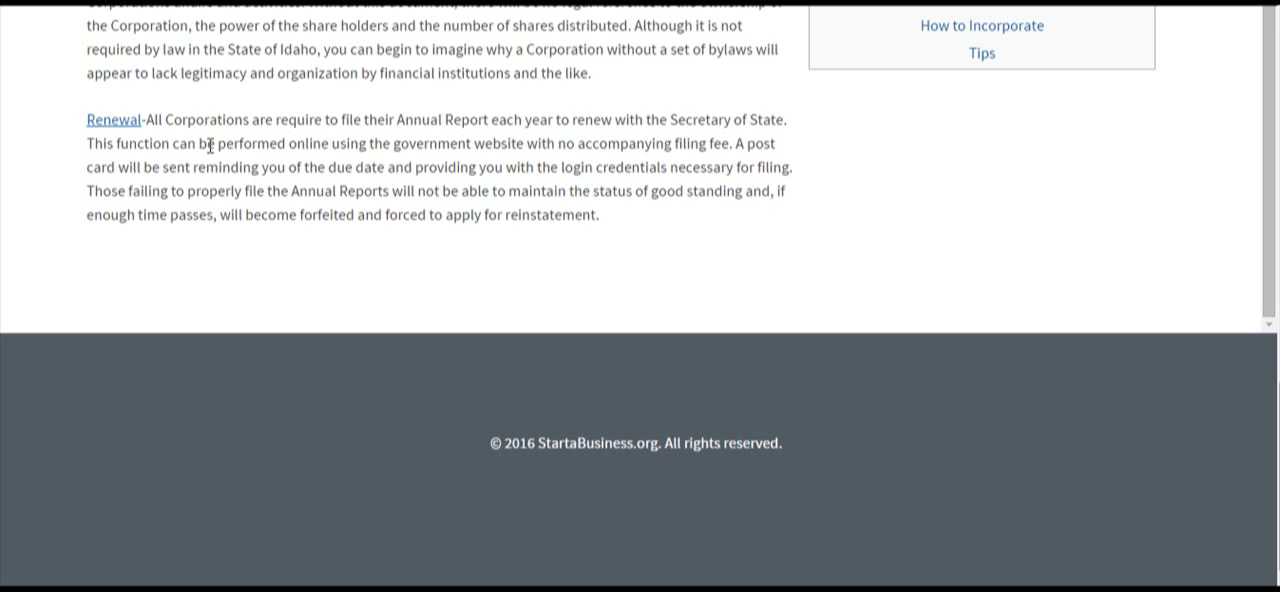 the Corporation, the power of the share holders and the number of shares distributed. Although it is not
required by law in the State of Idaho, you can begin to imagine why a Corporation without a set of bylaws will
appear to lack legitimacy and organization by financial institutions and the like.
Renewal-All Corporations are require to file their Annual Report each year to renew with the Secretary of State.
This function can be performed online using the government website with no accompanying filing fee. A post
card will be sent reminding you of the due date and providing you with the login credentials necessary for filing.
Those failing to properly file the Annual Reports will not be able to maintain the status of good standing and, if
enough time passes, will become forfeited and forced to apply for reinstatement.
How to Incorporate
Tips
© 2016 StartaBusiness.org. All rights reserved.